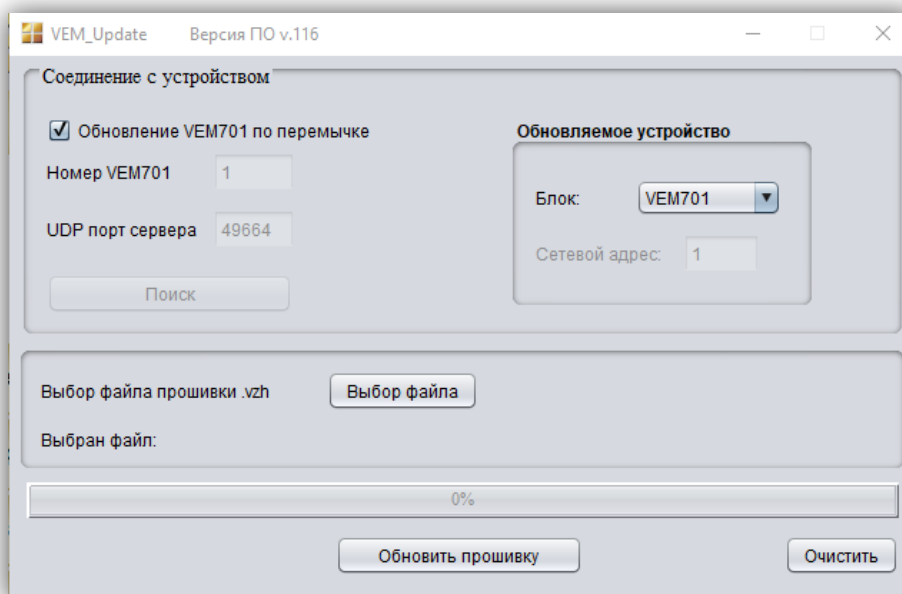 VEM_Update Версия ПО v.116
Соединение с устройством
Обновление VEM701 по перемычке
Обновляемое устройство
Номер VEM701 1
Блок: VEM701
UDP порт сервера 49664
Сетевой адрес: 1
Поиск
Выбор файла прошивки .vzh Выбор файла
Выбран файл:
0%
Обновить прошивку Очистить